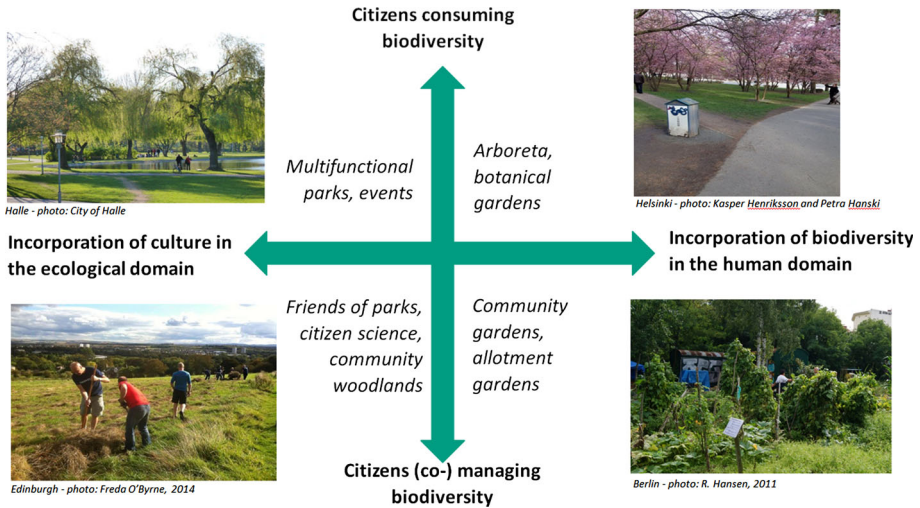 Citizens consuming
biodiversity
Multifunctional
parks, events
Arboreta,
botanical
gardens
Halle - photo: City of Halle
Helsinki - photo: Kasper Henriksson and Petra Hanski
Incorporation of culture in
the ecological domain
Incorporation of biodiversity
in the human domain
Friends of parks,
citizen science,
community
woodlands
Community
gardens,
allotment
gardens
Edinburgh - photo: Freda O'Byrne, 2014
Citizens (co-) managing
biodiversity
Berlin - photo: R. Hansen, 2011